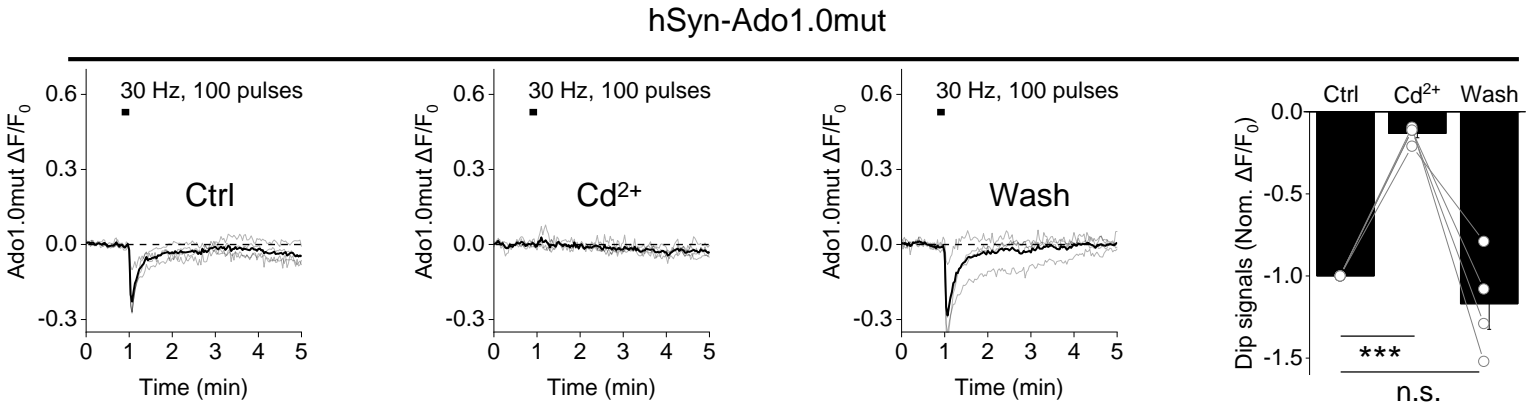 hSyn-Ado1.0mut
Ado1.0mut ΔF/F₀
0.6
0.3
0.0
-0.3
30 Hz, 100 pulses
Ctrl
0 1 2 3 4 5
Time (min)
Ado1.0mut ΔF/F₀
0.6
0.3
0.0
-0.3
30 Hz, 100 pulses
Cd²⁺
0 1 2 3 4 5
Time (min)
Ado1.0mut ΔF/F₀
0.6
0.3
0.0
-0.3
30 Hz, 100 pulses
Wash
0 1 2 3 4 5
Time (min)
Dip signals (Nom. ΔF/F₀)
Ctrl Cd²⁺ Wash
0.0
-0.5
-1.0
-1.5
***
n.s.